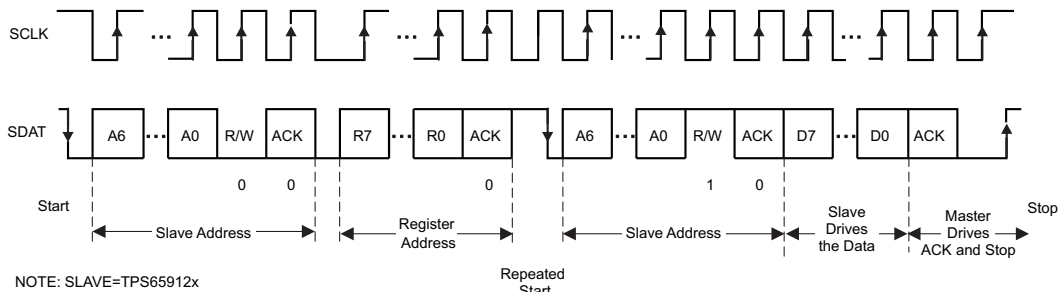 SCLK ... ... ... ...
SDAT A6 ... A0 R/W ACK R7 ... R0 ACK A6 ... A0 R/W ACK D7 ... D0 ACK
0 0 0 1 0
Start Stop
Slave Address
Register
Address
Slave Address
Slave
Drives
the Data
Master
Drives
ACK and Stop
Repeated
Start
NOTE: SLAVE=TPS65912x